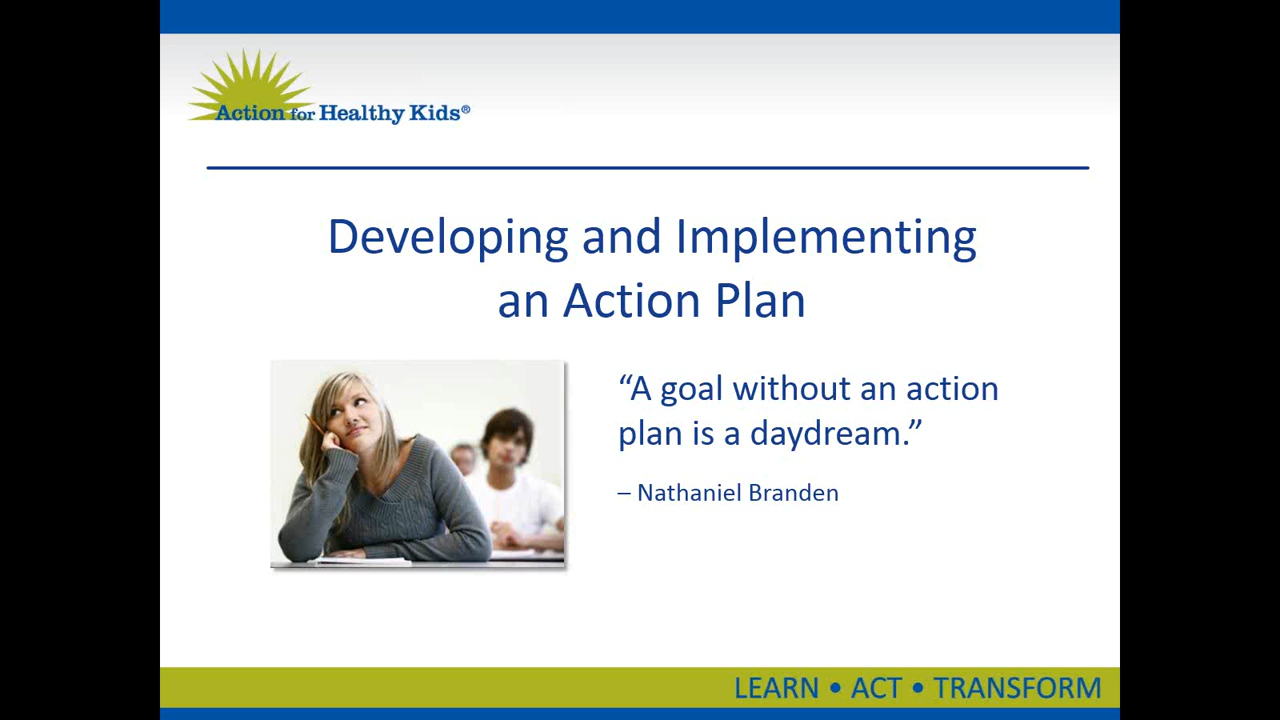 Action for Healthy Kids®
Developing and Implementing
an Action Plan
“A goal without an action
plan is a daydream.”
– Nathaniel Branden
LEARN • ACT • TRANSFORM